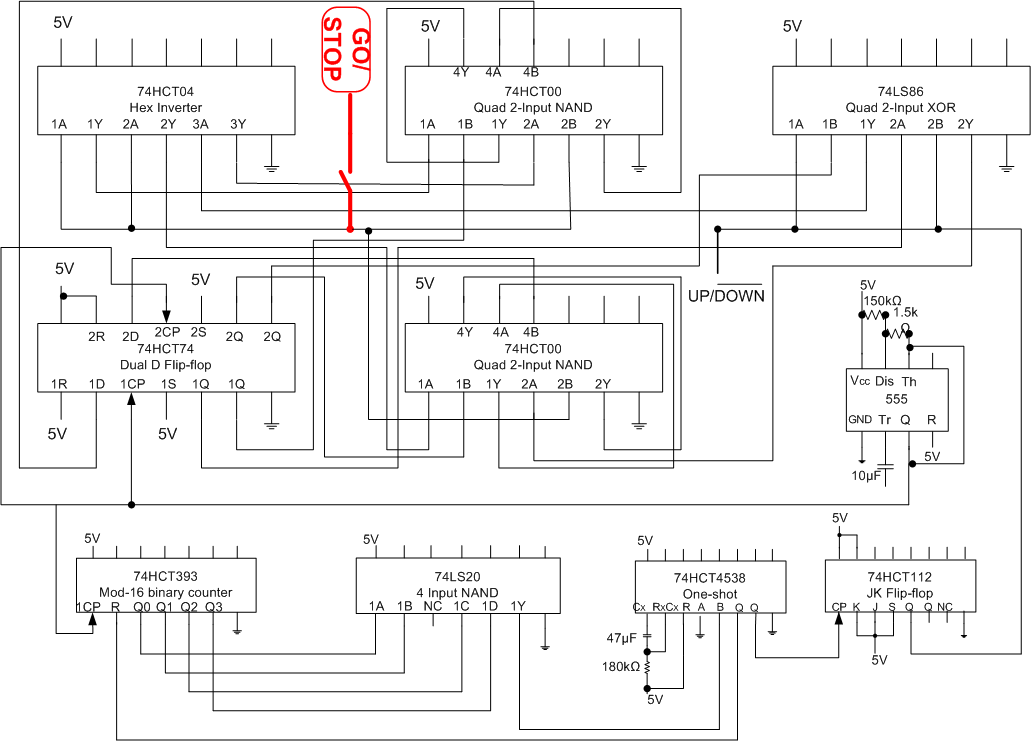 5V
GO/
STOP
5V
5V
4Y 4A 4B
74HCT04
Hex Inverter
1A 1Y 2A 2Y 3A 3Y
74HCT00
Quad 2-Input NAND
1A 1B 1Y 2A 2B 2Y
74LS86
Quad 2-Input XOR
1A 1B 1Y 2A 2B 2Y
5V
5V
5V
UP/DOWN
5V
150kΩ
1.5k
Ω
2R 2D 2CP 2S 2Q 2Q
74HCT74
Dual D Flip-flop
1R 1D 1CP 1S 1Q 1Q
5V
5V
4Y 4A 4B
74HCT00
Quad 2-Input NAND
1A 1B 1Y 2A 2B 2Y
Vcc Dis Th
555
GND Tr Q R
5V
10µF
5V
74HCT393
Mod-16 binary counter
1CP R Q0 Q1 Q2 Q3
5V
74LS20
4 Input NAND
1A 1B NC 1C 1D 1Y
5V
74HCT4538
One-shot
Cx RxCx R A B Q Q
47µF
180kΩ
5V
5V
74HCT112
JK Flip-flop
CP K J S Q Q NC
5V